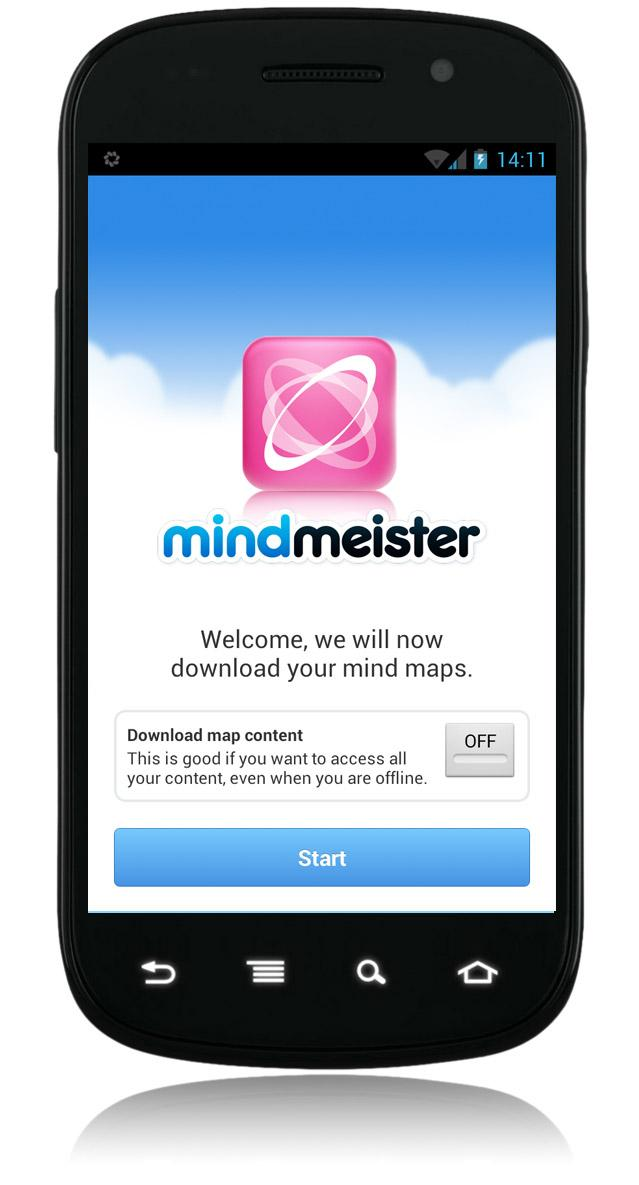 14:11
mindmeister
Welcome, we will now
download your mind maps.
Download map content
This is good if you want to access all
your content, even when you are offline.
OFF
Start